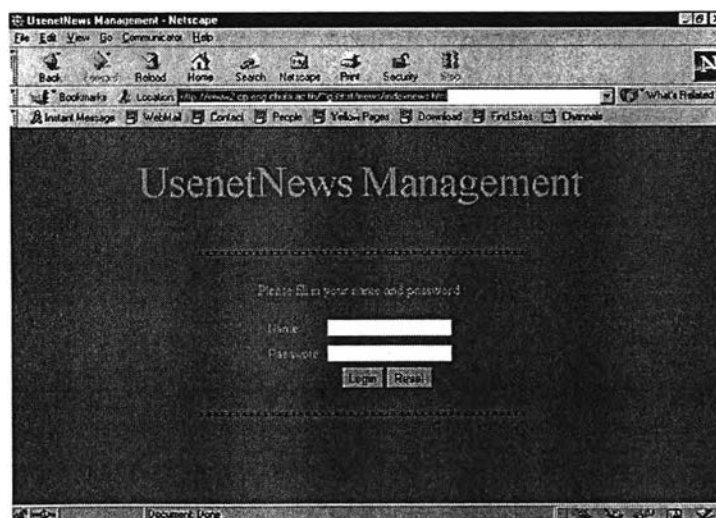 UsenetNews Management - Netscape
File Edit View Go Communicator Help
Back Forward Reload Home Search Netscape Print Security Stop
Bookmarks Location What's Related
Instant Message WebMail Contact People Yellow Pages Download Find Sites Channels
UsenetNews Management
Please fill in your name and password
Name
Password
Login Reset
Document: Done